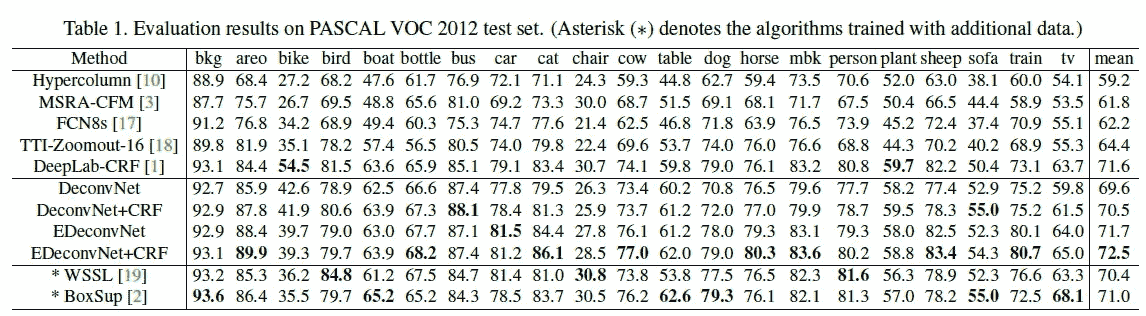 Table 1. Evaluation results on PASCAL VOC 2012 test set. (Asterisk (∗) denotes the algorithms trained with additional data.)
Method bkg areo bike bird boat bottle bus car cat chair cow table dog horse mbk person plant sheep sofa train tv mean
Hypercolumn [10] 88.9 68.4 27.2 68.2 47.6 61.7 76.9 72.1 71.1 24.3 59.3 44.8 62.7 59.4 73.5 70.6 52.0 63.0 38.1 60.0 54.1 59.2
MSRA-CFM [3] 87.7 75.7 26.7 69.5 48.8 65.6 81.0 69.2 73.3 30.0 68.7 51.5 69.1 68.1 71.7 67.5 50.4 66.5 44.4 58.9 53.5 61.8
FCN8s [17] 91.2 76.8 34.2 68.9 49.4 60.3 75.3 74.7 77.6 21.4 62.5 46.8 71.8 63.9 76.5 73.9 45.2 72.4 37.4 70.9 55.1 62.2
TTI-Zoomout-16 [18] 89.8 81.9 35.1 78.2 57.4 56.5 80.5 74.0 79.8 22.4 69.6 53.7 74.0 76.0 76.6 68.8 44.3 70.2 40.2 68.9 55.3 64.4
DeepLab-CRF [1] 93.1 84.4 54.5 81.5 63.6 65.9 85.1 79.1 83.4 30.7 74.1 59.8 79.0 76.1 83.2 80.8 59.7 82.2 50.4 73.1 63.7 71.6
DeconvNet 92.7 85.9 42.6 78.9 62.5 66.6 87.4 77.8 79.5 26.3 73.4 60.2 70.8 76.5 79.6 77.7 58.2 77.4 52.9 75.2 59.8 69.6
DeconvNet+CRF 92.9 87.8 41.9 80.6 63.9 67.3 88.1 78.4 81.3 25.9 73.7 61.2 72.0 77.0 79.9 78.7 59.5 78.3 55.0 75.2 61.5 70.5
EDeconvNet 92.9 88.4 39.7 79.0 63.0 67.7 87.1 81.5 84.4 27.8 76.1 61.2 78.0 79.3 83.1 79.3 58.0 82.5 52.3 80.1 64.0 71.7
EDeconvNet+CRF 93.1 89.9 39.3 79.7 63.9 68.2 87.4 81.2 86.1 28.5 77.0 62.0 79.0 80.3 83.6 80.2 58.8 83.4 54.3 80.7 65.0 72.5
* WSSL [19] 93.2 85.3 36.2 84.8 61.2 67.5 84.7 81.4 81.0 30.8 73.8 53.8 77.5 76.5 82.3 81.6 56.3 78.9 52.3 76.6 63.3 70.4
* BoxSup [2] 93.6 86.4 35.5 79.7 65.2 65.2 84.3 78.5 83.7 30.5 76.2 62.6 79.3 76.1 82.1 81.3 57.0 78.2 55.0 72.5 68.1 71.0